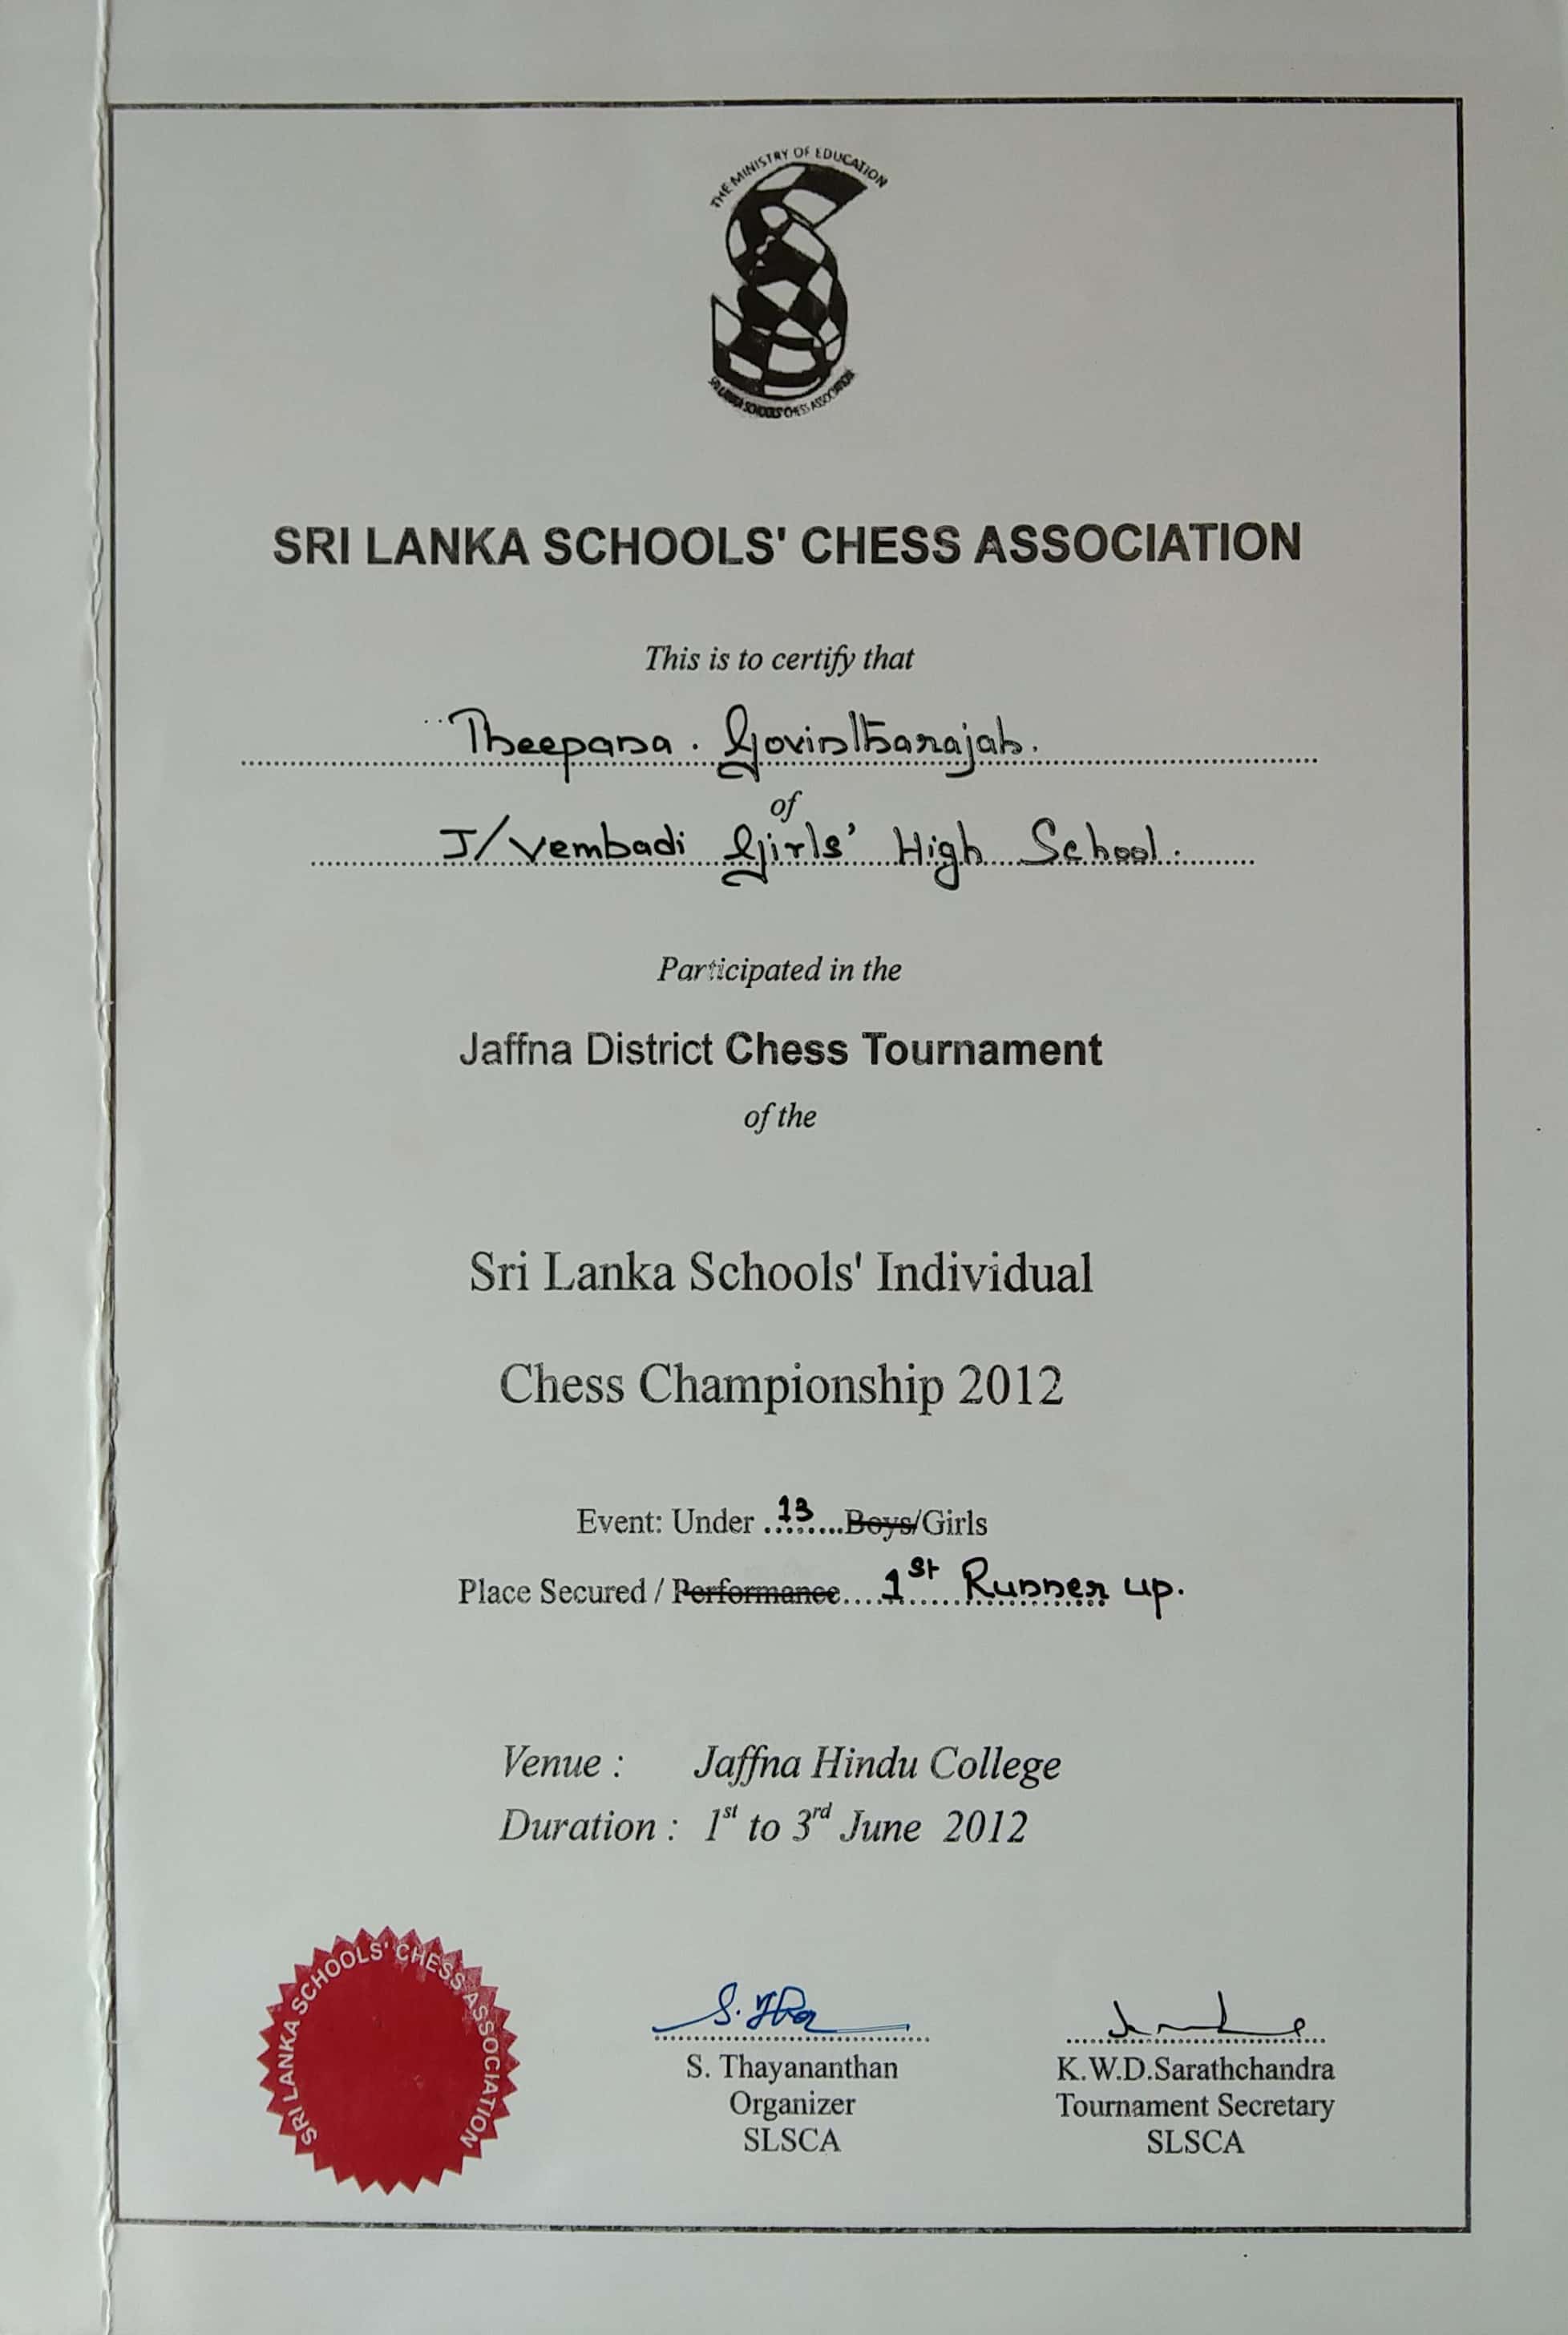 THE MINISTRY OF EDUCATION
SRI LANKA SCHOOLS' CHESS ASSOCIATION
SRI LANKA SCHOOLS' CHESS ASSOCIATION
This is to certify that
Theepana. Govintharajah.
of
J/Vembadi Girls' High School.
Participated in the
Jaffna District Chess Tournament
of the
Sri Lanka Schools' Individual
Chess Championship 2012
Event: Under 13 Boys/Girls
Place Secured / Performance 1st Runner up.
Venue : Jaffna Hindu College
Duration : 1st to 3rd June 2012
SRI LANKA SCHOOLS' CHESS ASSOCIATION
S. Thayananthan
Organizer
SLSCA
K.W.D.Sarathchandra
Tournament Secretary
SLSCA